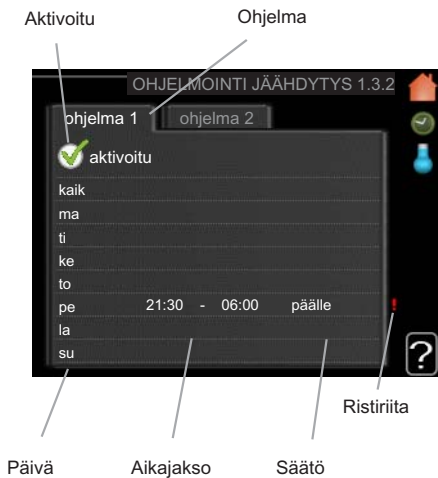 Aktivoitu
Ohjelma
OHJELMOINTI JÄÄHDYTYS 1.3.2
ohjelma 1
ohjelma 2
aktivoitu
kaik
ma
ti
ke
to
pe 21:30 - 06:00 päälle !
la
su
?
Ristiriita
Päivä
Aikajakso
Säätö